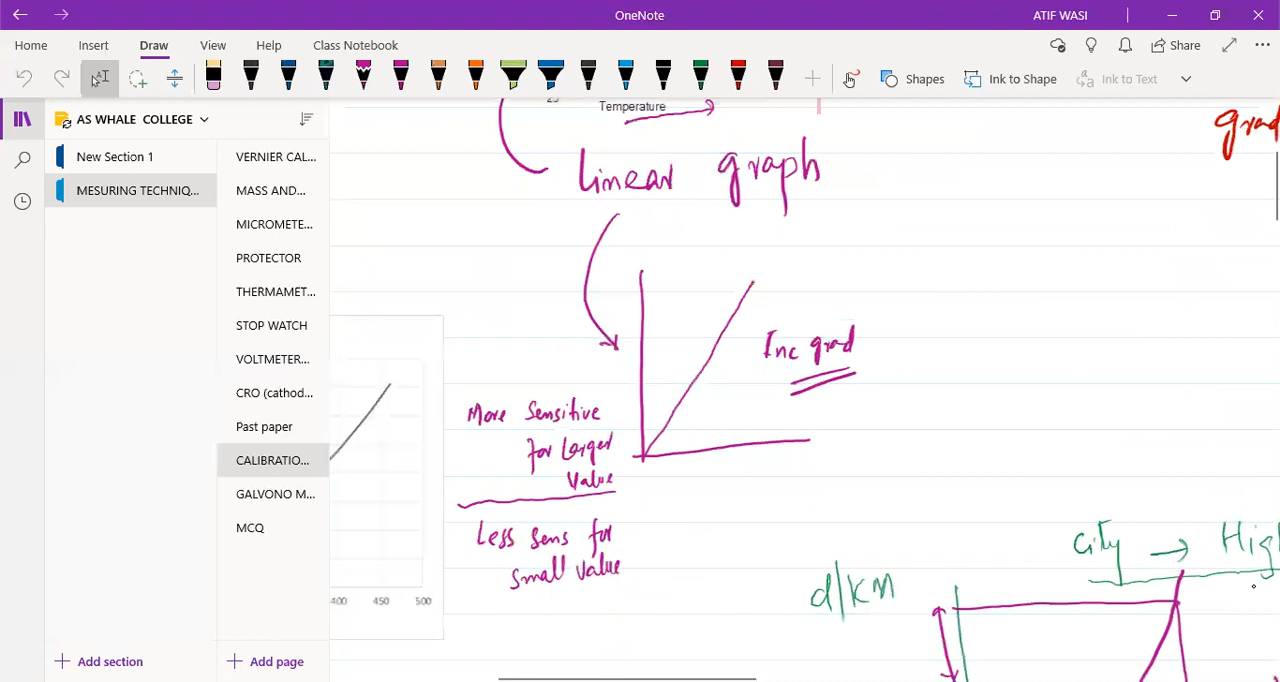 OneNote
ATIF WASI
Home Insert Draw View Help Class Notebook
Share
Shapes Ink to Shape Ink to Text
AS WHALE COLLEGE
New Section 1
MESURING TECHNIQ...
VERNIER CAL...
MASS AND...
MICROMETE...
PROTECTOR
THERMAMET...
STOP WATCH
VOLTMETER...
CRO (cathod...
Past paper
CALIBRATIO...
GALVONO M...
MCQ
Add section
Add page
25
Temperature
grad
linear graph
Inc grad
More Sensitive
for Larger
Value
Less Sens for
small value
400 450 500
City → Hig
d/KM